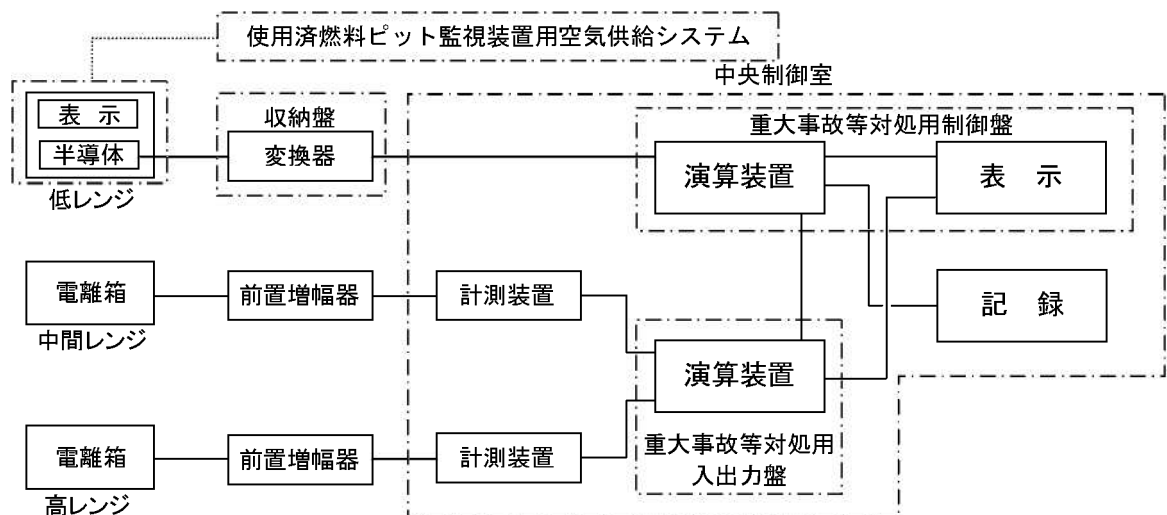 使用済燃料ピット監視装置用空気供給システム
中央制御室
表 示
半導体
低レンジ
収納盤
変換器
重大事故等対処用制御盤
演算装置
表 示
電離箱
中間レンジ
前置増幅器
計測装置
記 録
演算装置
重大事故等対処用
入出力盤
電離箱
高レンジ
前置増幅器
計測装置